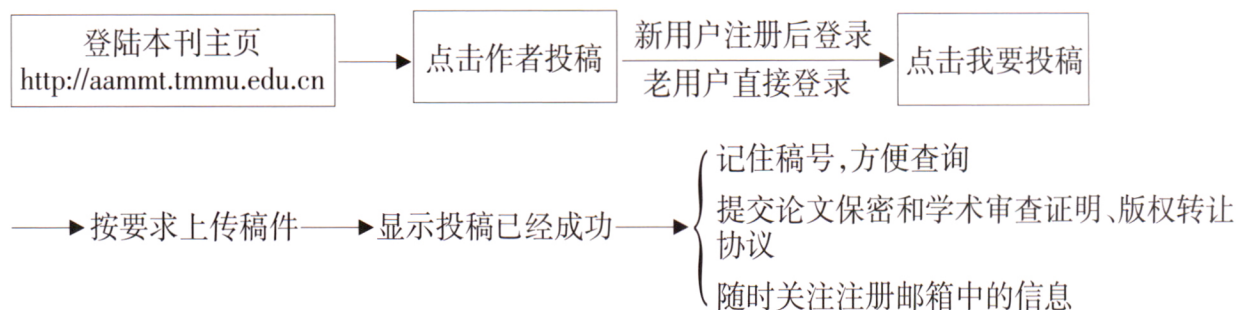 登陆本刊主页
http://aammt.tmmu.edu.cn
点击作者投稿
新用户注册后登录
老用户直接登录
点击我要投稿
按要求上传稿件
显示投稿已经成功
记住稿号,方便查询
提交论文保密和学术审查证明、版权转让
协议
随时关注注册邮箱中的信息